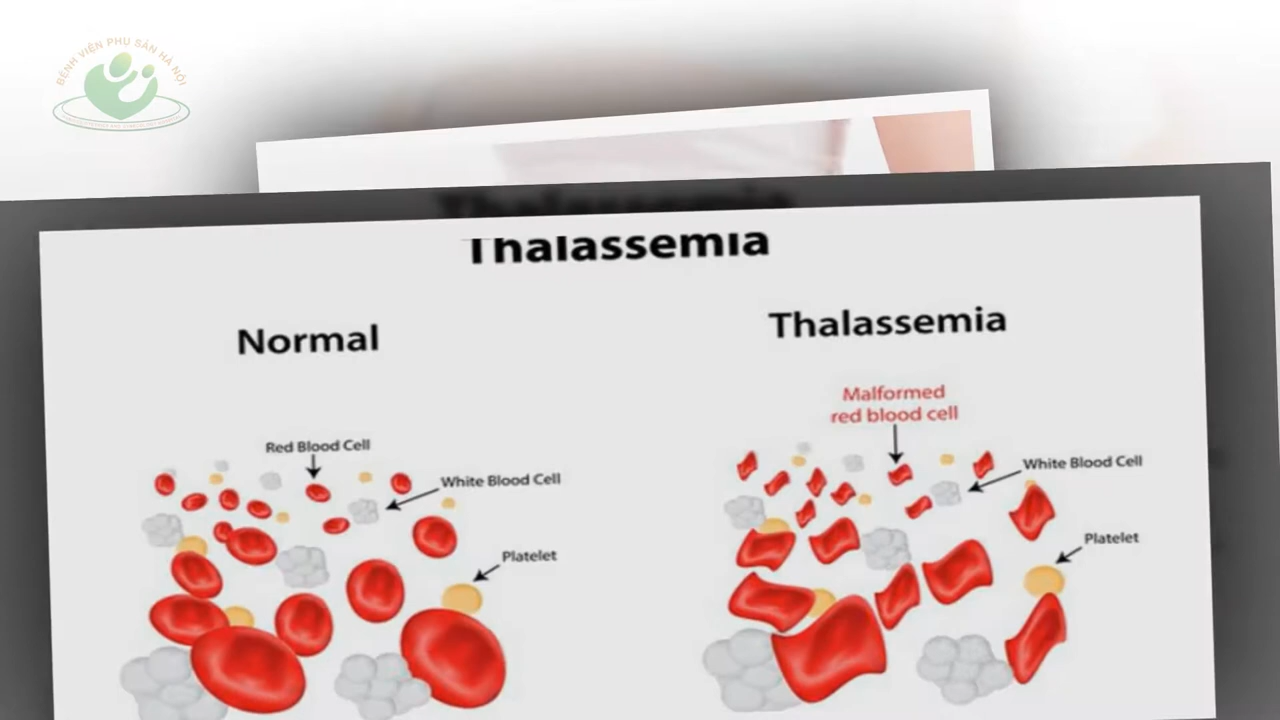 BỆNH VIỆN PHỤ SẢN HÀ NỘI
Thalassemia
Normal
Thalassemia
Malformed
red blood cell
Red Blood Cell
White Blood Cell
White Blood Cell
Platelet
Platelet